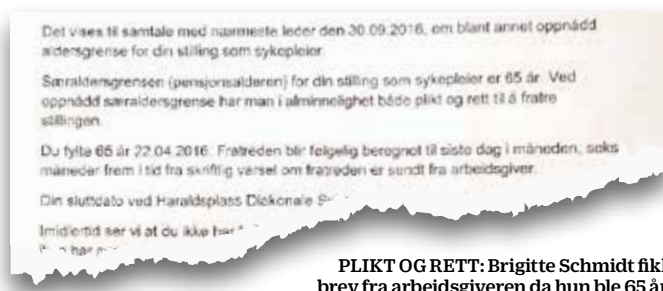 Det vises til samtale med nærmeste leder den 30.09.2016, om blant annet oppnådd
aldersgrense for din stilling som sykepleier.
Særaldersgrensen (pensjonsalderen) for din stilling som sykepleier er 65 år. Ved
oppnådd særaldersgrense har man i alminnelighet både plikt og rett til å fratre
stillingen.
Du fylte 65 år 22.04.2016. Fratreden blir følgelig beregnet til siste dag i måneden, seks
måneder frem i tid fra skriftlig varsel om fratreden er sendt fra arbeidsgiver.
Din sluttdato ved Haraldsplass Diakonale
Imidlertid ser vi at du ikke har
har
PLIKT OG RETT: Brigitte Schmidt fikk
brev fra arbeidsgiveren da hun ble 65 år